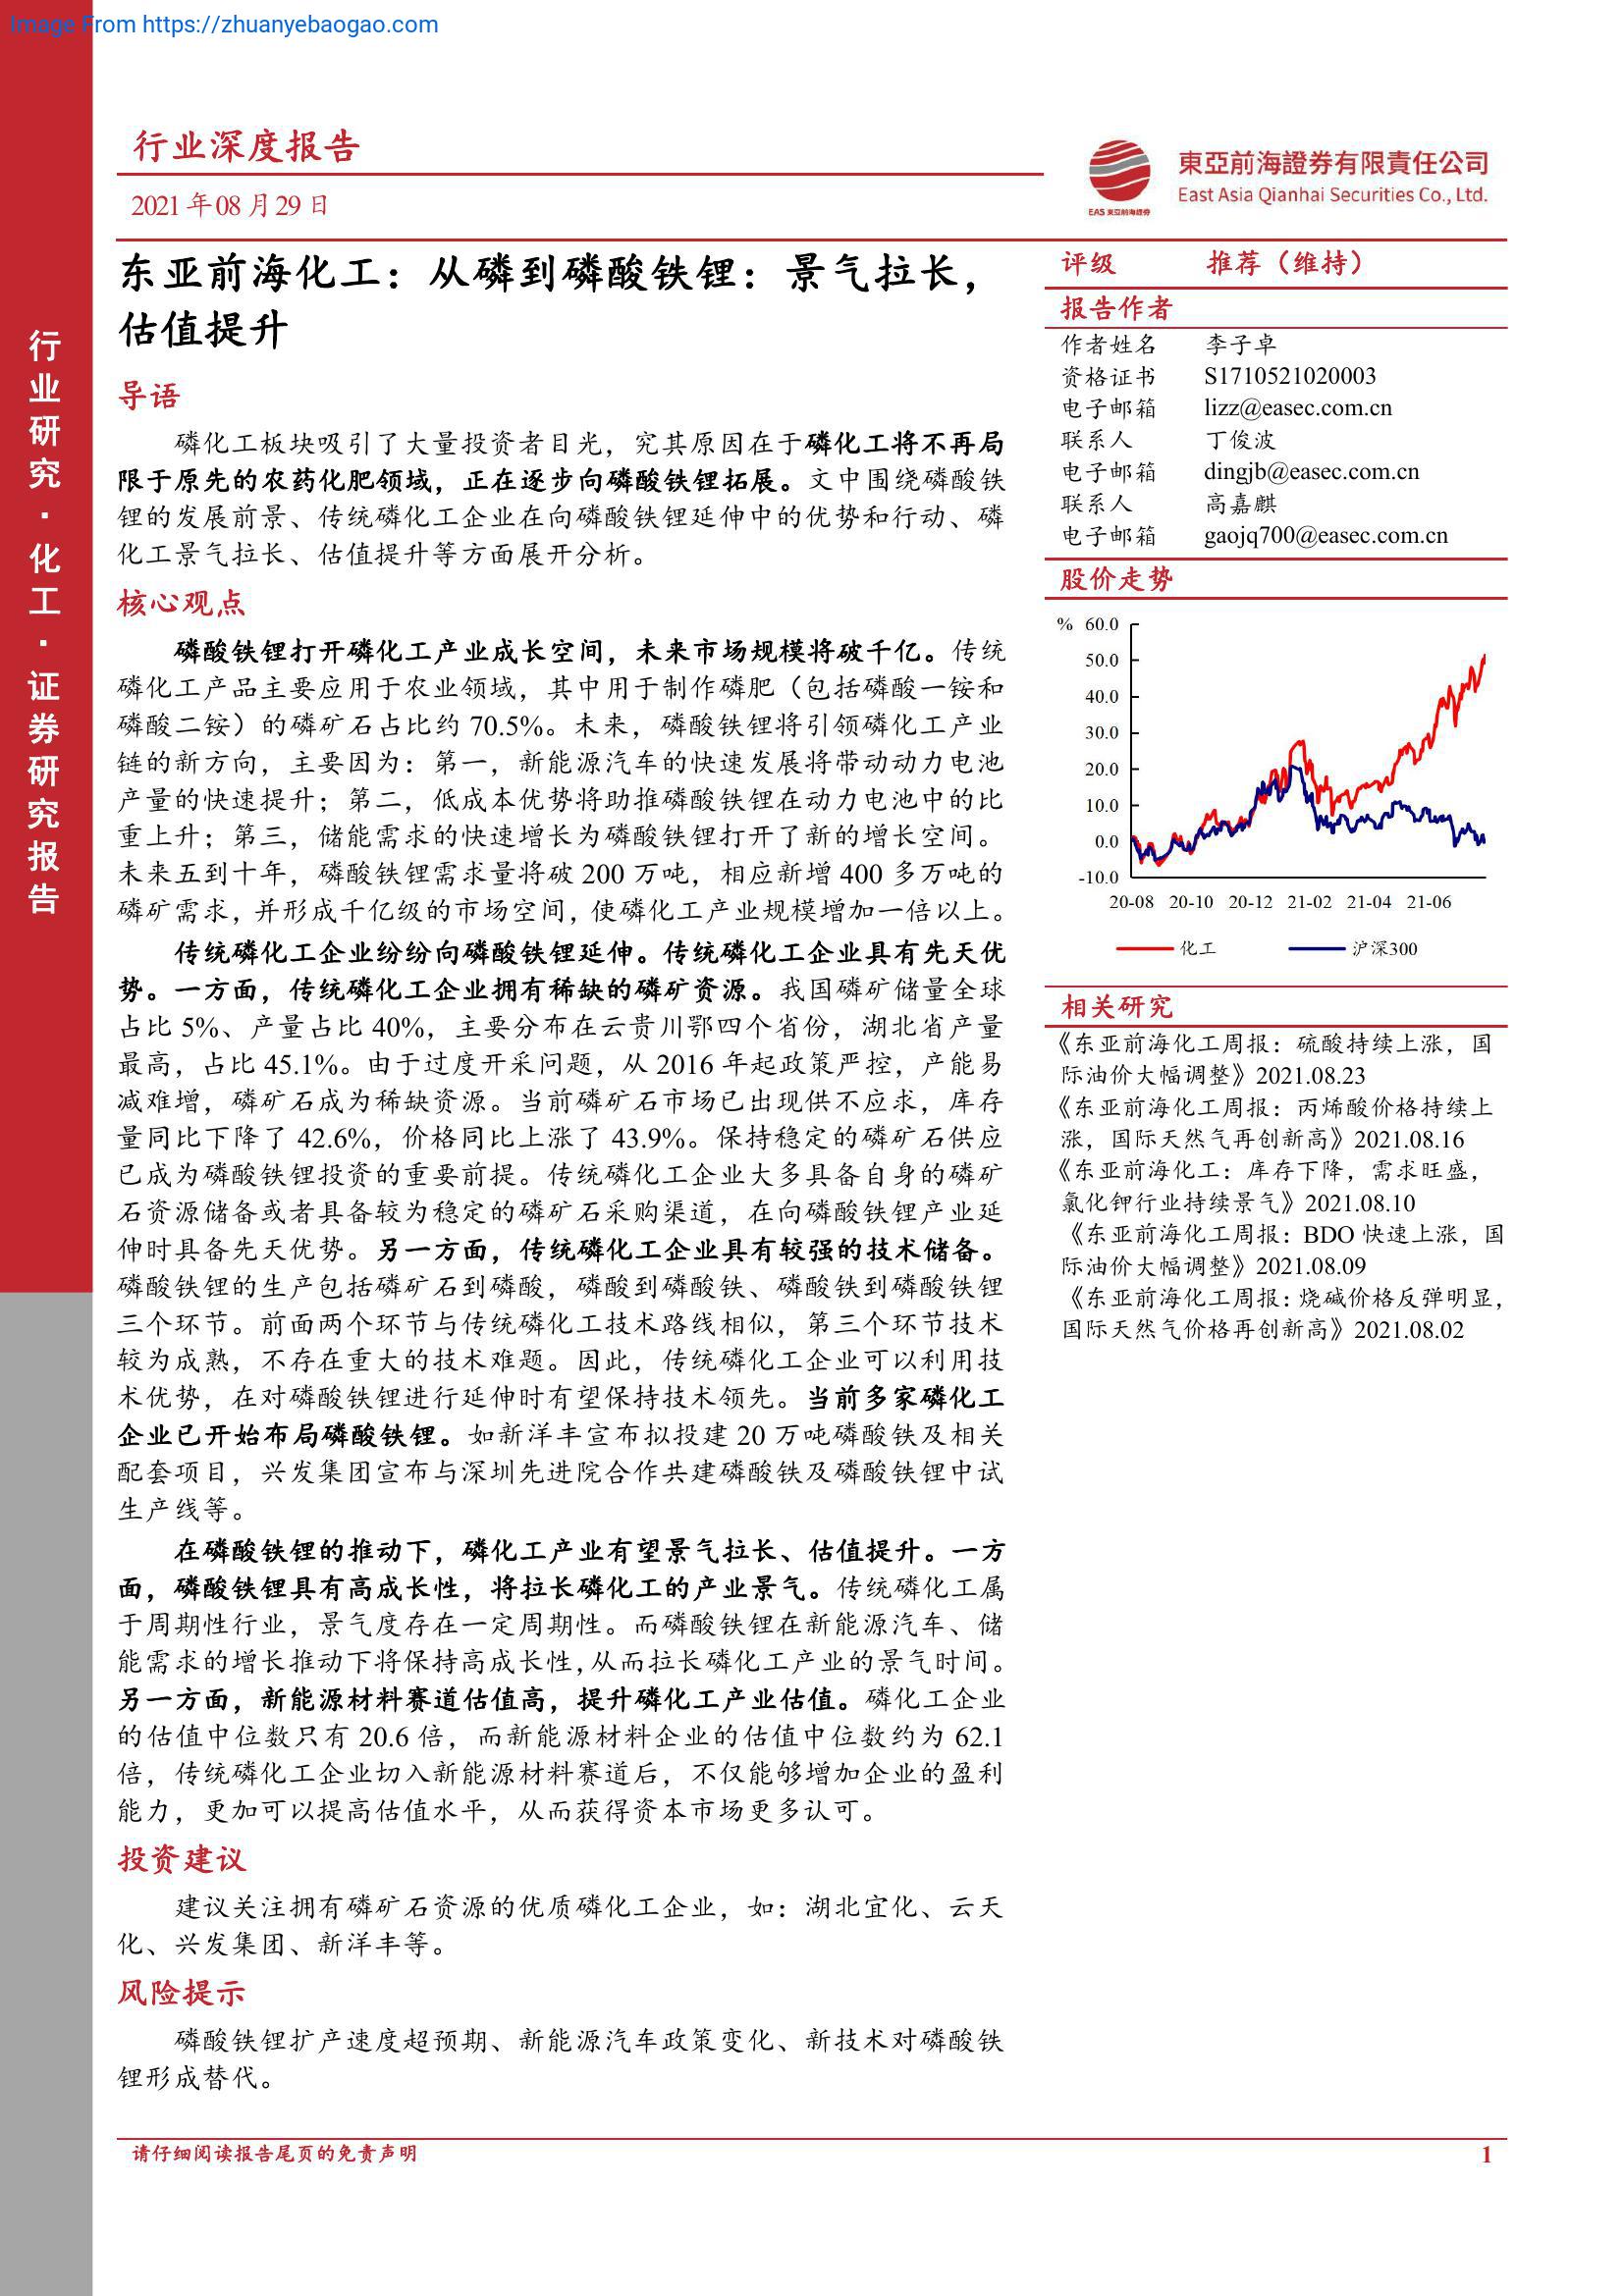 Image From https://zhuanyebaogao.com
行业研究·化工·证券研究报告
行业深度报告
2021年08月29日
EAS 東亞前海證券
東亞前海證券有限責任公司
East Asia Qianhai Securities Co., Ltd.
东亚前海化工：从磷到磷酸铁锂：景气拉长，
估值提升
导语
磷化工板块吸引了大量投资者目光，究其原因在于磷化工将不再局
限于原先的农药化肥领域，正在逐步向磷酸铁锂拓展。文中围绕磷酸铁
锂的发展前景、传统磷化工企业在向磷酸铁锂延伸中的优势和行动、磷
化工景气拉长、估值提升等方面展开分析。
核心观点
磷酸铁锂打开磷化工产业成长空间，未来市场规模将破千亿。传统
磷化工产品主要应用于农业领域，其中用于制作磷肥（包括磷酸一铵和
磷酸二铵）的磷矿石占比约 70.5%。未来，磷酸铁锂将引领磷化工产业
链的新方向，主要因为：第一，新能源汽车的快速发展将带动动力电池
产量的快速提升；第二，低成本优势将助推磷酸铁锂在动力电池中的比
重上升；第三，储能需求的快速增长为磷酸铁锂打开了新的增长空间。
未来五到十年，磷酸铁锂需求量将破 200 万吨，相应新增 400 多万吨的
磷矿需求，并形成千亿级的市场空间，使磷化工产业规模增加一倍以上。
传统磷化工企业纷纷向磷酸铁锂延伸。传统磷化工企业具有先天优
势。一方面，传统磷化工企业拥有稀缺的磷矿资源。我国磷矿储量全球
占比 5%、产量占比 40%，主要分布在云贵川鄂四个省份，湖北省产量
最高，占比 45.1%。由于过度开采问题，从 2016 年起政策严控，产能易
减难增，磷矿石成为稀缺资源。当前磷矿石市场已出现供不应求，库存
量同比下降了 42.6%，价格同比上涨了 43.9%。保持稳定的磷矿石供应
已成为磷酸铁锂投资的重要前提。传统磷化工企业大多具备自身的磷矿
石资源储备或者具备较为稳定的磷矿石采购渠道，在向磷酸铁锂产业延
伸时具备先天优势。另一方面，传统磷化工企业具有较强的技术储备。
磷酸铁锂的生产包括磷矿石到磷酸，磷酸到磷酸铁、磷酸铁到磷酸铁锂
三个环节。前面两个环节与传统磷化工技术路线相似，第三个环节技术
较为成熟，不存在重大的技术难题。因此，传统磷化工企业可以利用技
术优势，在对磷酸铁锂进行延伸时有望保持技术领先。当前多家磷化工
企业已开始布局磷酸铁锂。如新洋丰宣布拟投建 20 万吨磷酸铁及相关
配套项目，兴发集团宣布与深圳先进院合作共建磷酸铁及磷酸铁锂中试
生产线等。
在磷酸铁锂的推动下，磷化工产业有望景气拉长、估值提升。一方
面，磷酸铁锂具有高成长性，将拉长磷化工的产业景气。传统磷化工属
于周期性行业，景气度存在一定周期性。而磷酸铁锂在新能源汽车、储
能需求的增长推动下将保持高成长性，从而拉长磷化工产业的景气时间。
另一方面，新能源材料赛道估值高，提升磷化工产业估值。磷化工企业
的估值中位数只有 20.6 倍，而新能源材料企业的估值中位数约为 62.1
倍，传统磷化工企业切入新能源材料赛道后，不仅能够增加企业的盈利
能力，更加可以提高估值水平，从而获得资本市场更多认可。
投资建议
建议关注拥有磷矿石资源的优质磷化工企业，如：湖北宜化、云天
化、兴发集团、新洋丰等。
风险提示
磷酸铁锂扩产速度超预期、新能源汽车政策变化、新技术对磷酸铁
锂形成替代。
评级 推荐（维持）
报告作者
作者姓名 李子卓
资格证书 S1710521020003
电子邮箱 lizz@easec.com.cn
联系人 丁俊波
电子邮箱 dingjb@easec.com.cn
联系人 高嘉麒
电子邮箱 gaojq700@easec.com.cn
股价走势
% 60.0
50.0
40.0
30.0
20.0
10.0
0.0
-10.0
20-08 20-10 20-12 21-02 21-04 21-06
化工 沪深300
相关研究
《东亚前海化工周报：硫酸持续上涨，国
际油价大幅调整》2021.08.23
《东亚前海化工周报：丙烯酸价格持续上
涨，国际天然气再创新高》2021.08.16
《东亚前海化工：库存下降，需求旺盛，
氯化钾行业持续景气》2021.08.10
《东亚前海化工周报：BDO 快速上涨，国
际油价大幅调整》2021.08.09
《东亚前海化工周报：烧碱价格反弹明显，
国际天然气价格再创新高》2021.08.02
请仔细阅读报告尾页的免责声明
1